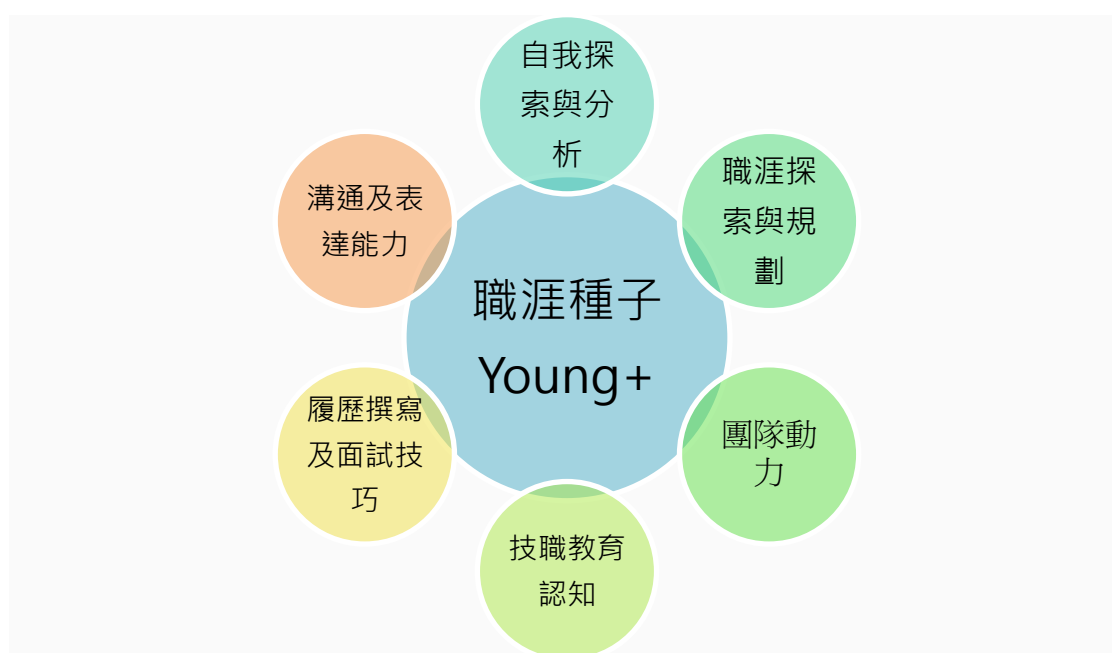 自我探
索與分
析
職涯探
索與規
劃
團隊動
力
技職教育
認知
履歷撰寫
及面試技
巧
溝通及表
達能力
職涯種子
Young+